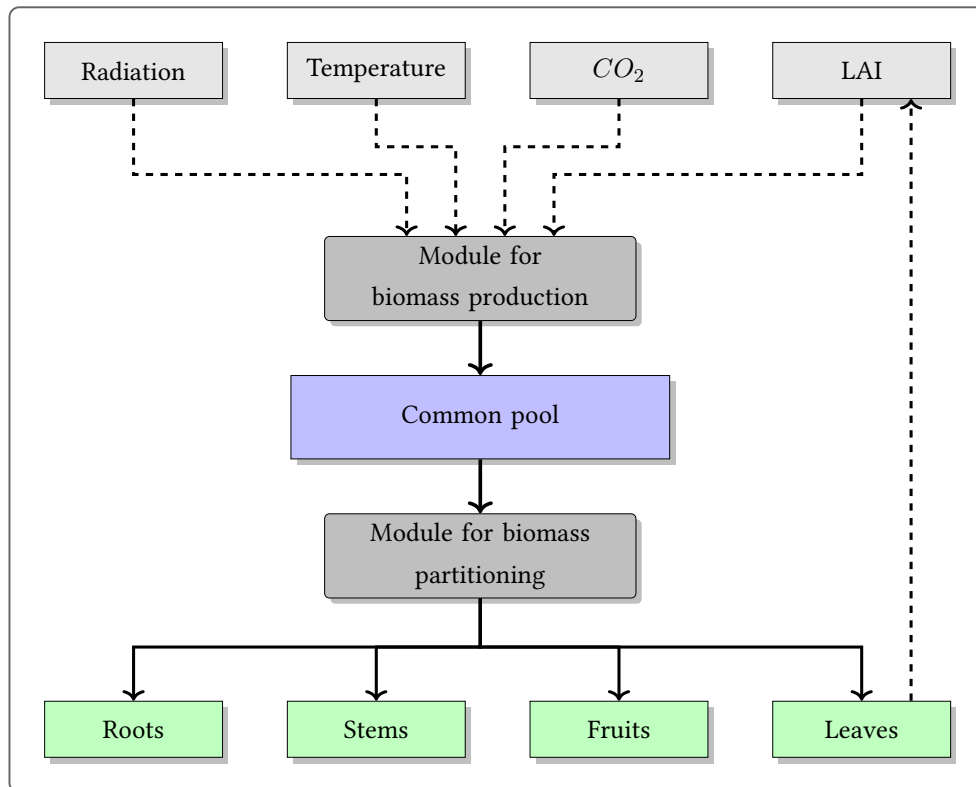 Radiation
Temperature
CO₂
LAI
Module for
biomass production
Common pool
Module for biomass
partitioning
Roots
Stems
Fruits
Leaves